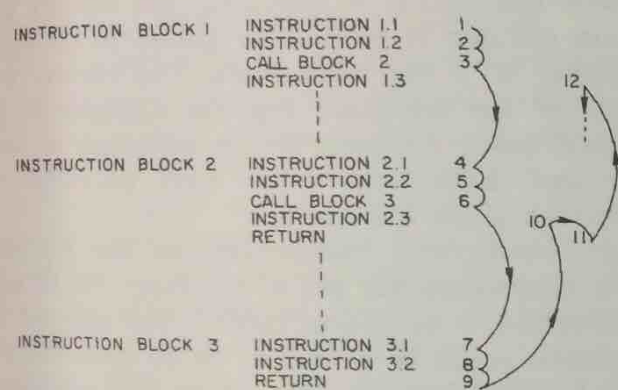 INSTRUCTION BLOCK 1 INSTRUCTION 1.1 1
INSTRUCTION 1.2 2
CALL BLOCK 2 3
INSTRUCTION 1.3 12
INSTRUCTION BLOCK 2 INSTRUCTION 2.1 4
INSTRUCTION 2.2 5
CALL BLOCK 3 6
INSTRUCTION 2.3 10
RETURN 11
INSTRUCTION BLOCK 3 INSTRUCTION 3.1 7
INSTRUCTION 3.2 8
RETURN 9